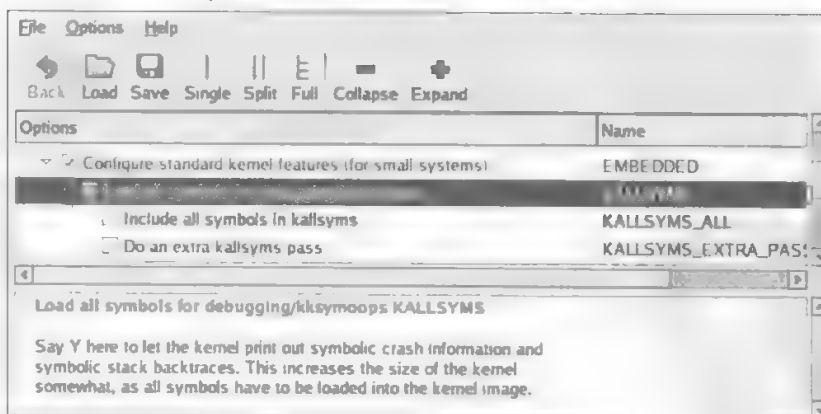 File Options Help
Back Load Save Single Split Full Collapse Expand
Options Name
Configure standard kernel features (for small systems) EMBEDDED
Include all symbols in kallsyms KALLSYMS_ALL
Do an extra kallsyms pass KALLSYMS_EXTRA_PAS
Load all symbols for debugging/kksymoops KALLSYMS
Say Y here to let the kernel print out symbolic crash information and
symbolic stack backtraces. This increases the size of the kernel
somewhat, as all symbols have to be loaded into the kernel image.